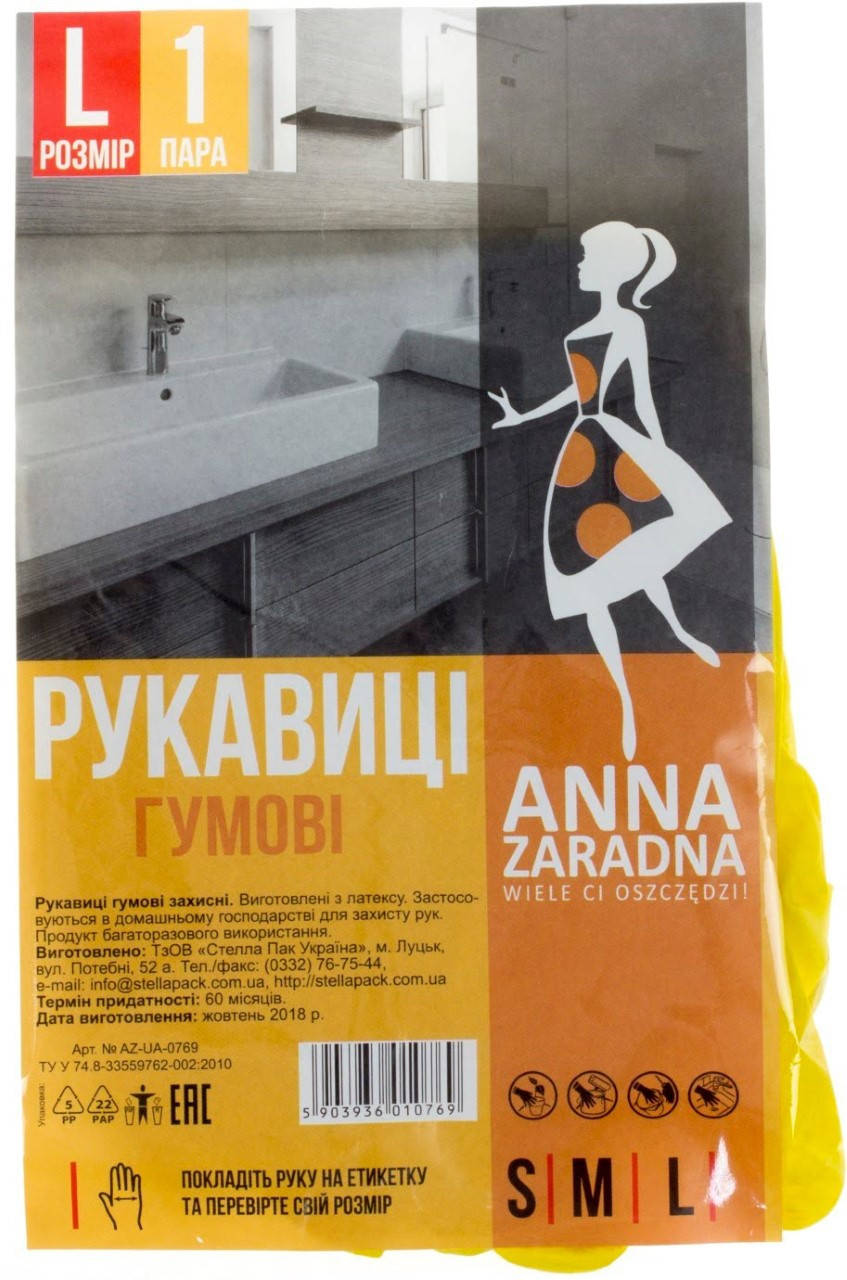 L
РОЗМІР
1
ПАРА
РУКАВИЦІ
ГУМОВІ
ANNA
ZARADNA
WIELE CI OSZCZĘDZI!
Рукавиці гумові захисні. Виготовлені з латексу. Застосо-
вуються в домашньому господарстві для захисту рук.
Продукт багаторазового використання.
Виготовлено: ТзОВ «Стелла Пак Україна», м. Луцьк,
вул. Потебні, 52 а. Тел./факс: (0332) 76-75-44,
e-mail: info@stellapack.com.ua, http://stellapack.com.ua
Термін придатності: 60 місяців.
Дата виготовлення: жовтень 2018 р.
Арт. № AZ-UA-0769
ТУ У 74.8-33559762-002:2010
Упаковка:
5
PP
22
PAP
EAC
5 903936 010769
ПОКЛАДІТЬ РУКУ НА ЕТИКЕТКУ
ТА ПЕРЕВІРТЕ СВІЙ РОЗМІР
S M L